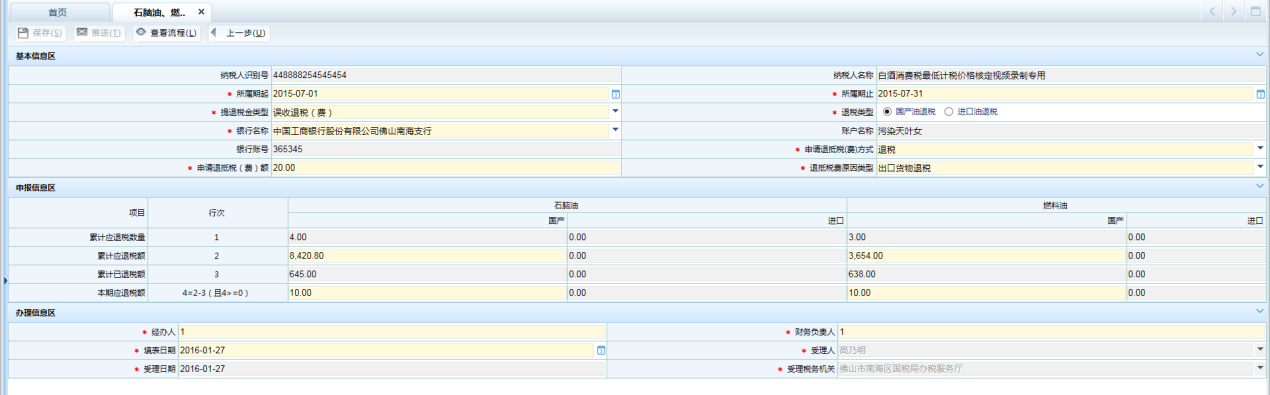 首页 石脑油、燃.. ×
保存(S) 推送(T) 查看流程(L) 上一步(U)
基本信息区
纳税人识别号 448888254545454 纳税人名称 白酒消费税最低计税价格核定视频录制专用
* 所属期起 2015-07-01 * 所属期止 2015-07-31
* 提退税金类型 误收退税（费） * 退税类型 国产油退税 进口油退税
* 银行名称 中国工商银行股份有限公司佛山南海支行 账户名称 污染天叶女
银行账号 365345 * 申请退抵税(费)方式 退税
* 申请退抵税（费）额 20.00 * 退抵税费原因类型 出口货物退税
申报信息区
项目 行次 石脑油 燃料油
国产 进口 国产 进口
累计应退税数量 1 4.00 0.00 3.00 0.00
累计应退税额 2 8,420.80 0.00 3,654.00 0.00
累计已退税额 3 645.00 0.00 638.00 0.00
本期应退税额 4=2-3（且4>=0） 10.00 0.00 10.00 0.00
办理信息区
* 经办人 1 * 财务负责人 1
* 填表日期 2016-01-27 * 受理人 高乃明
* 受理日期 2016-01-27 * 受理税务机关 佛山市南海区国税局办税服务厅